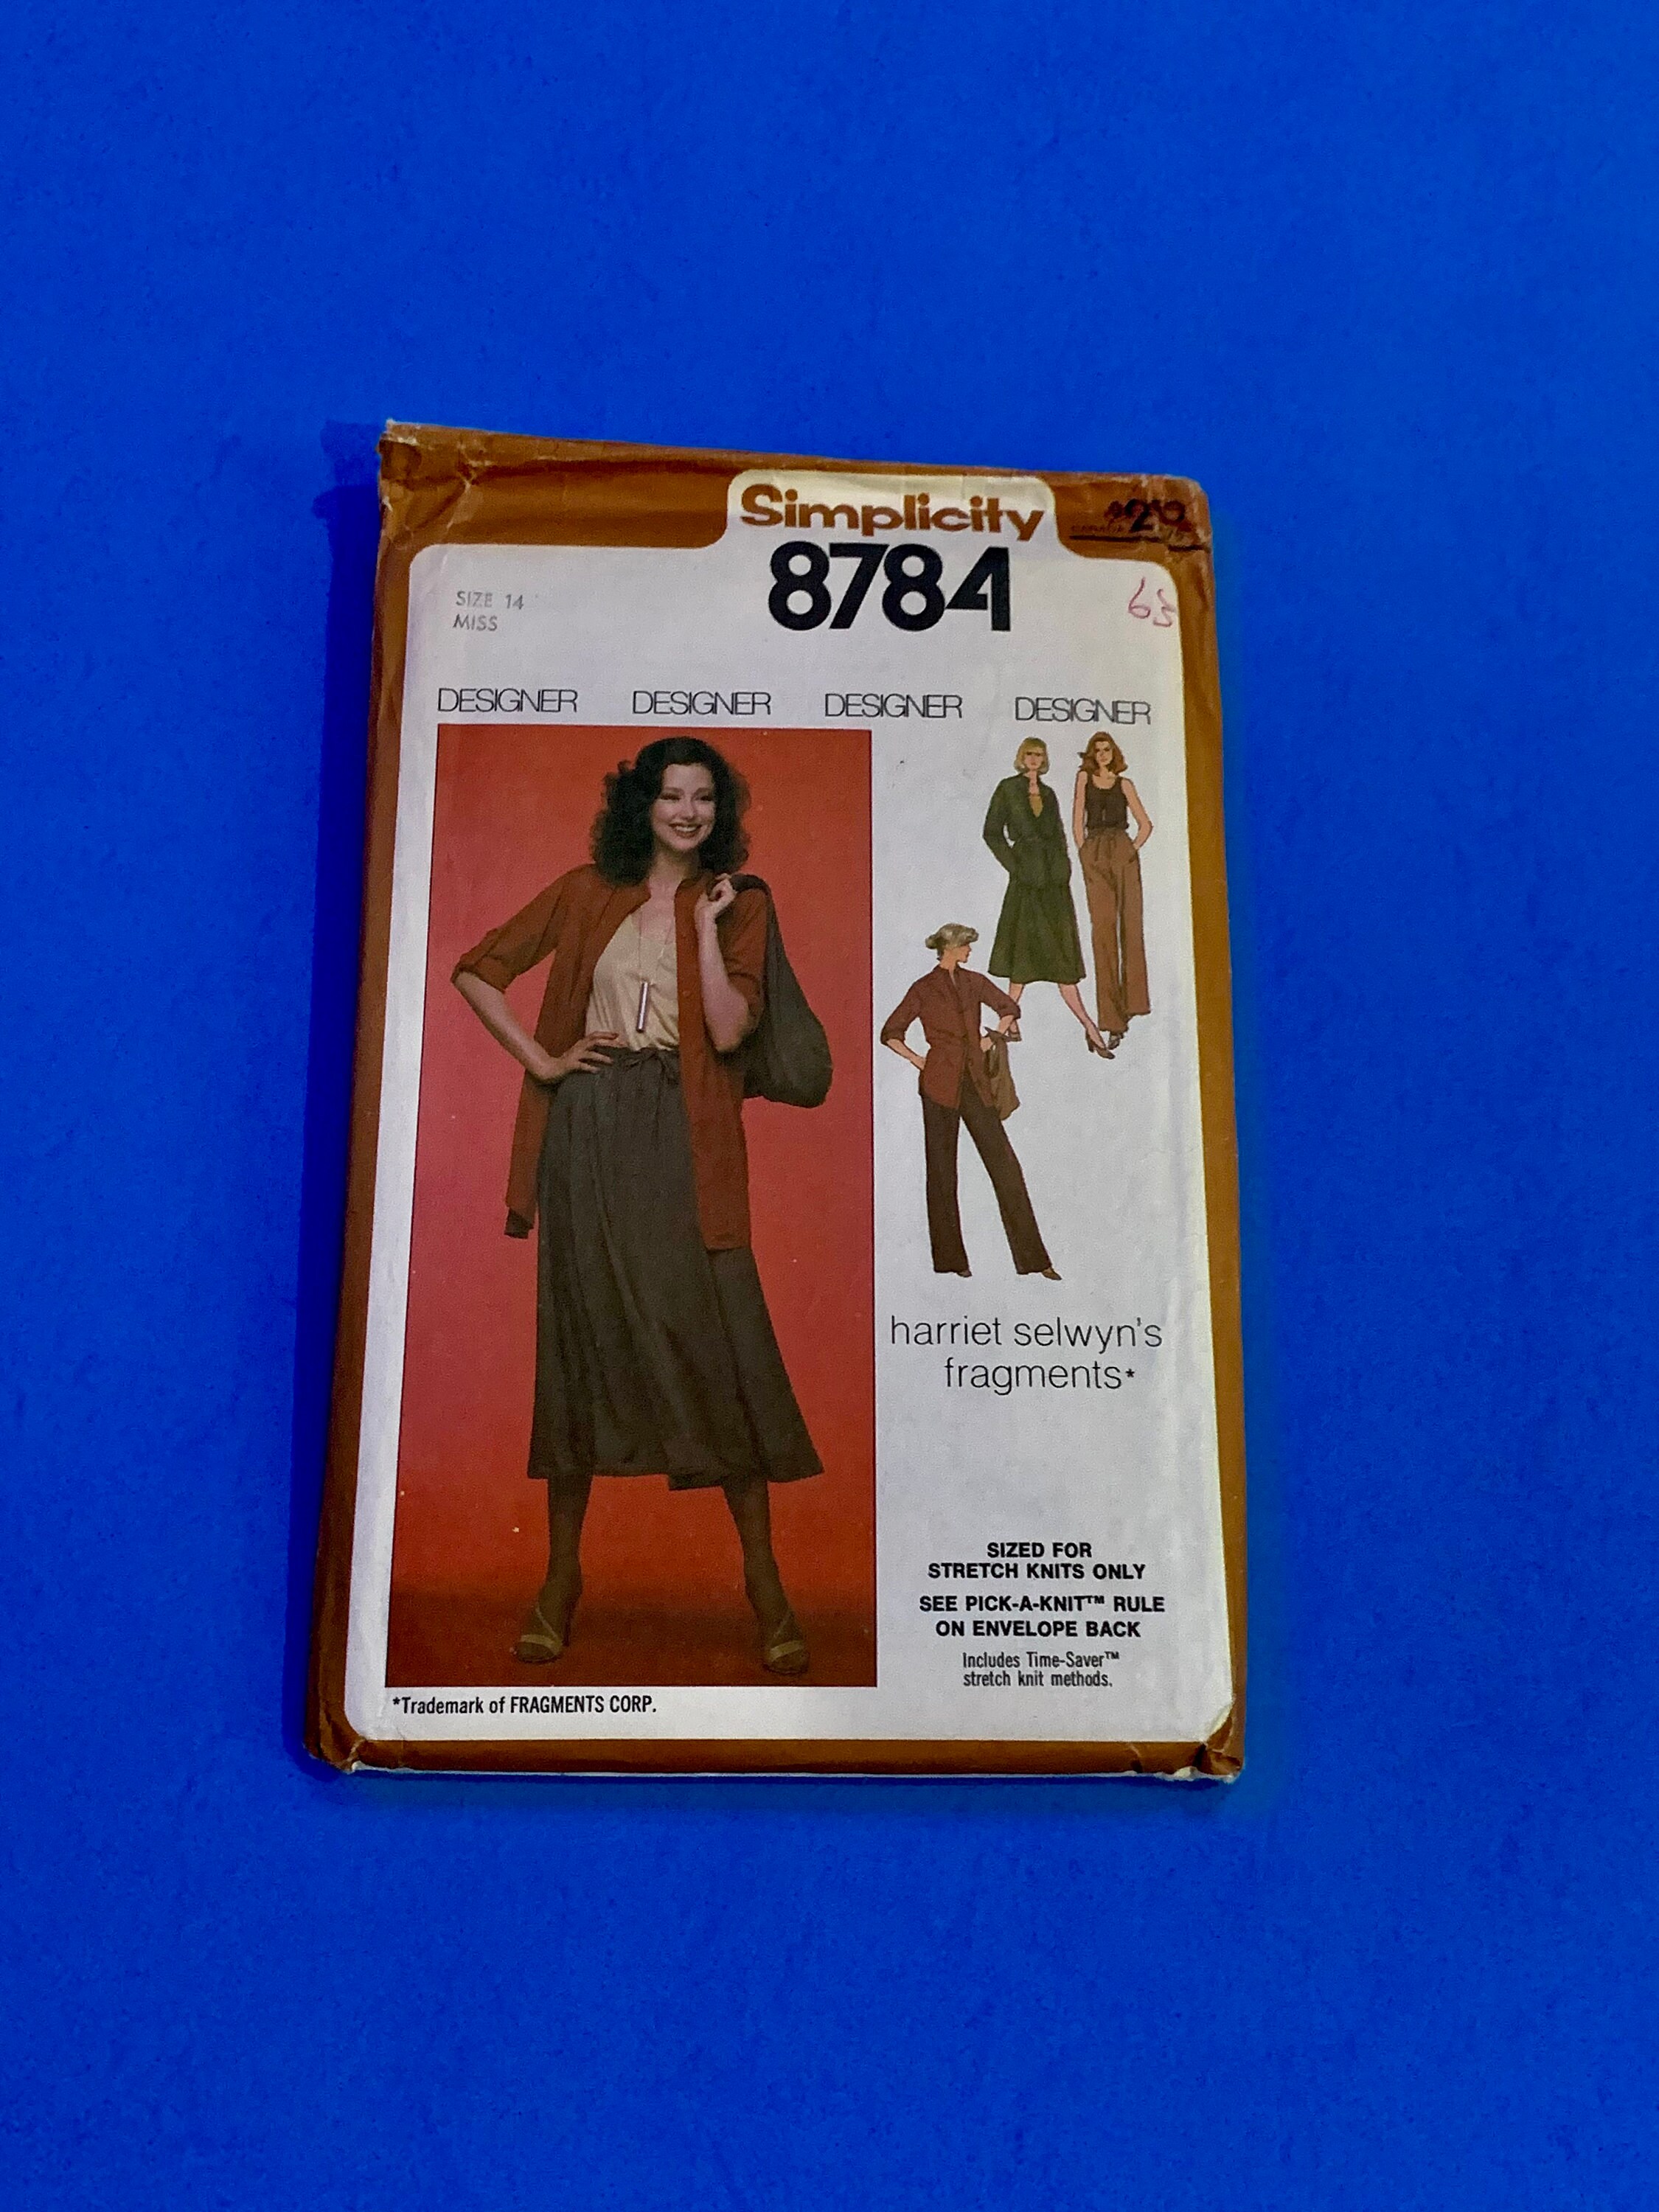 Simplicity
8784
SIZE 14
MISS
65
DESIGNER DESIGNER DESIGNER DESIGNER
harriet selwyn's
fragments*
SIZED FOR
STRETCH KNITS ONLY
SEE PICK-A-KNIT™ RULE
ON ENVELOPE BACK
Includes Time-Saver™
stretch knit methods.
*Trademark of FRAGMENTS CORP.